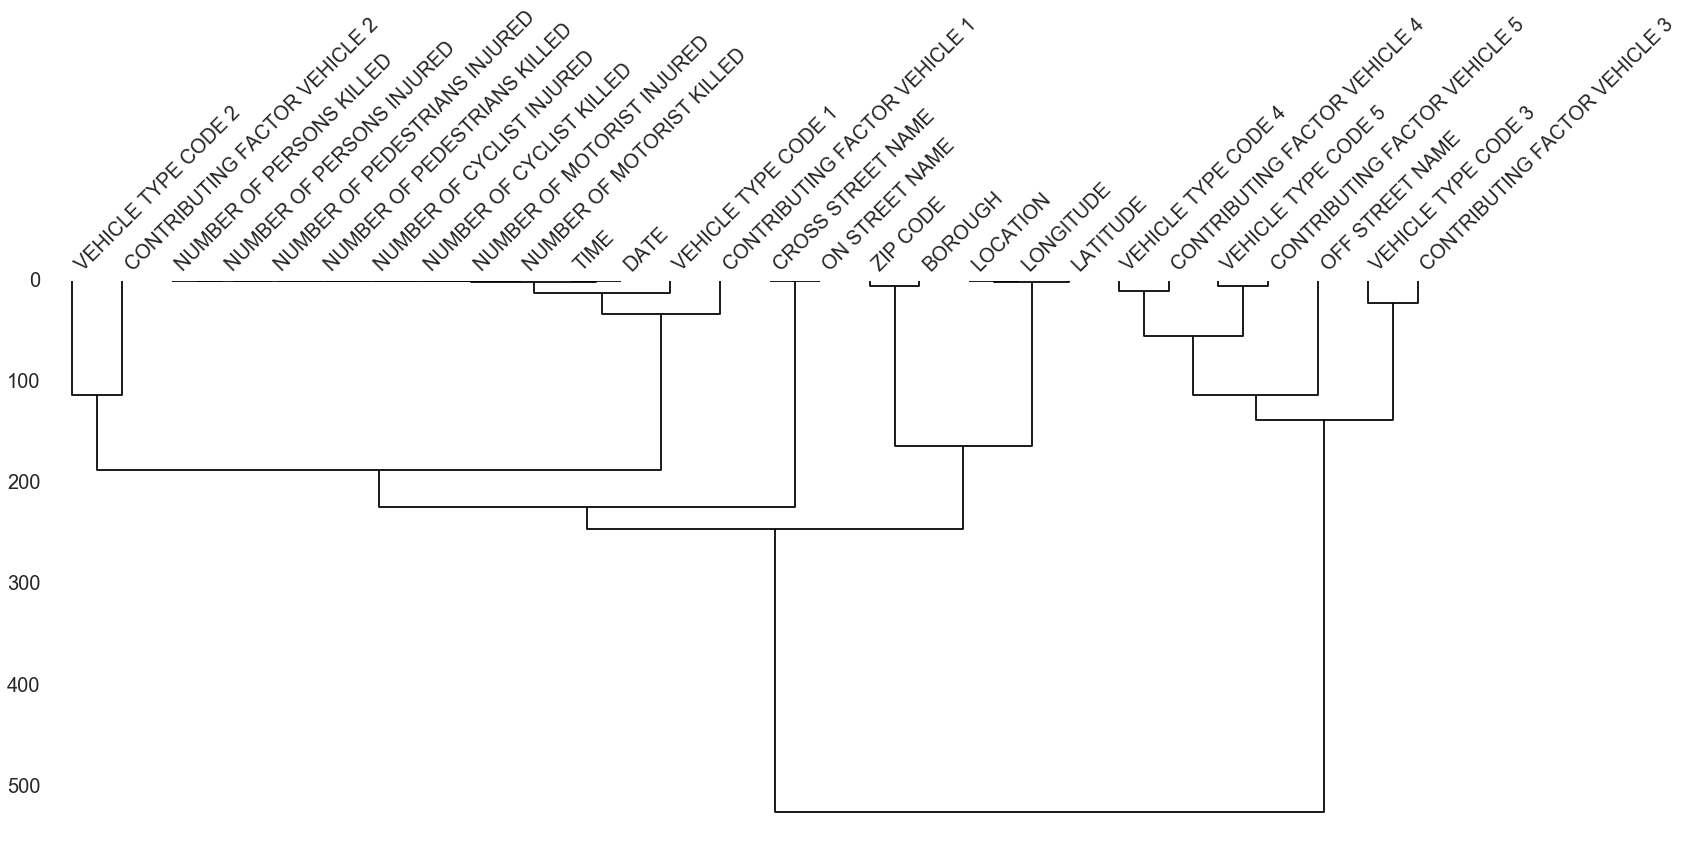 VEHICLE TYPE CODE 2
CONTRIBUTING FACTOR VEHICLE 2
NUMBER OF PERSONS KILLED
NUMBER OF PERSONS INJURED
NUMBER OF PEDESTRIANS INJURED
NUMBER OF PEDESTRIANS KILLED
NUMBER OF CYCLIST INJURED
NUMBER OF CYCLIST KILLED
NUMBER OF MOTORIST INJURED
NUMBER OF MOTORIST KILLED
TIME
DATE
VEHICLE TYPE CODE 1
CONTRIBUTING FACTOR VEHICLE 1
CROSS STREET NAME
ON STREET NAME
ZIP CODE
BOROUGH
LOCATION
LONGITUDE
LATITUDE
VEHICLE TYPE CODE 4
CONTRIBUTING FACTOR VEHICLE 4
VEHICLE TYPE CODE 5
CONTRIBUTING FACTOR VEHICLE 5
OFF STREET NAME
VEHICLE TYPE CODE 3
CONTRIBUTING FACTOR VEHICLE 3
0
100
200
300
400
500